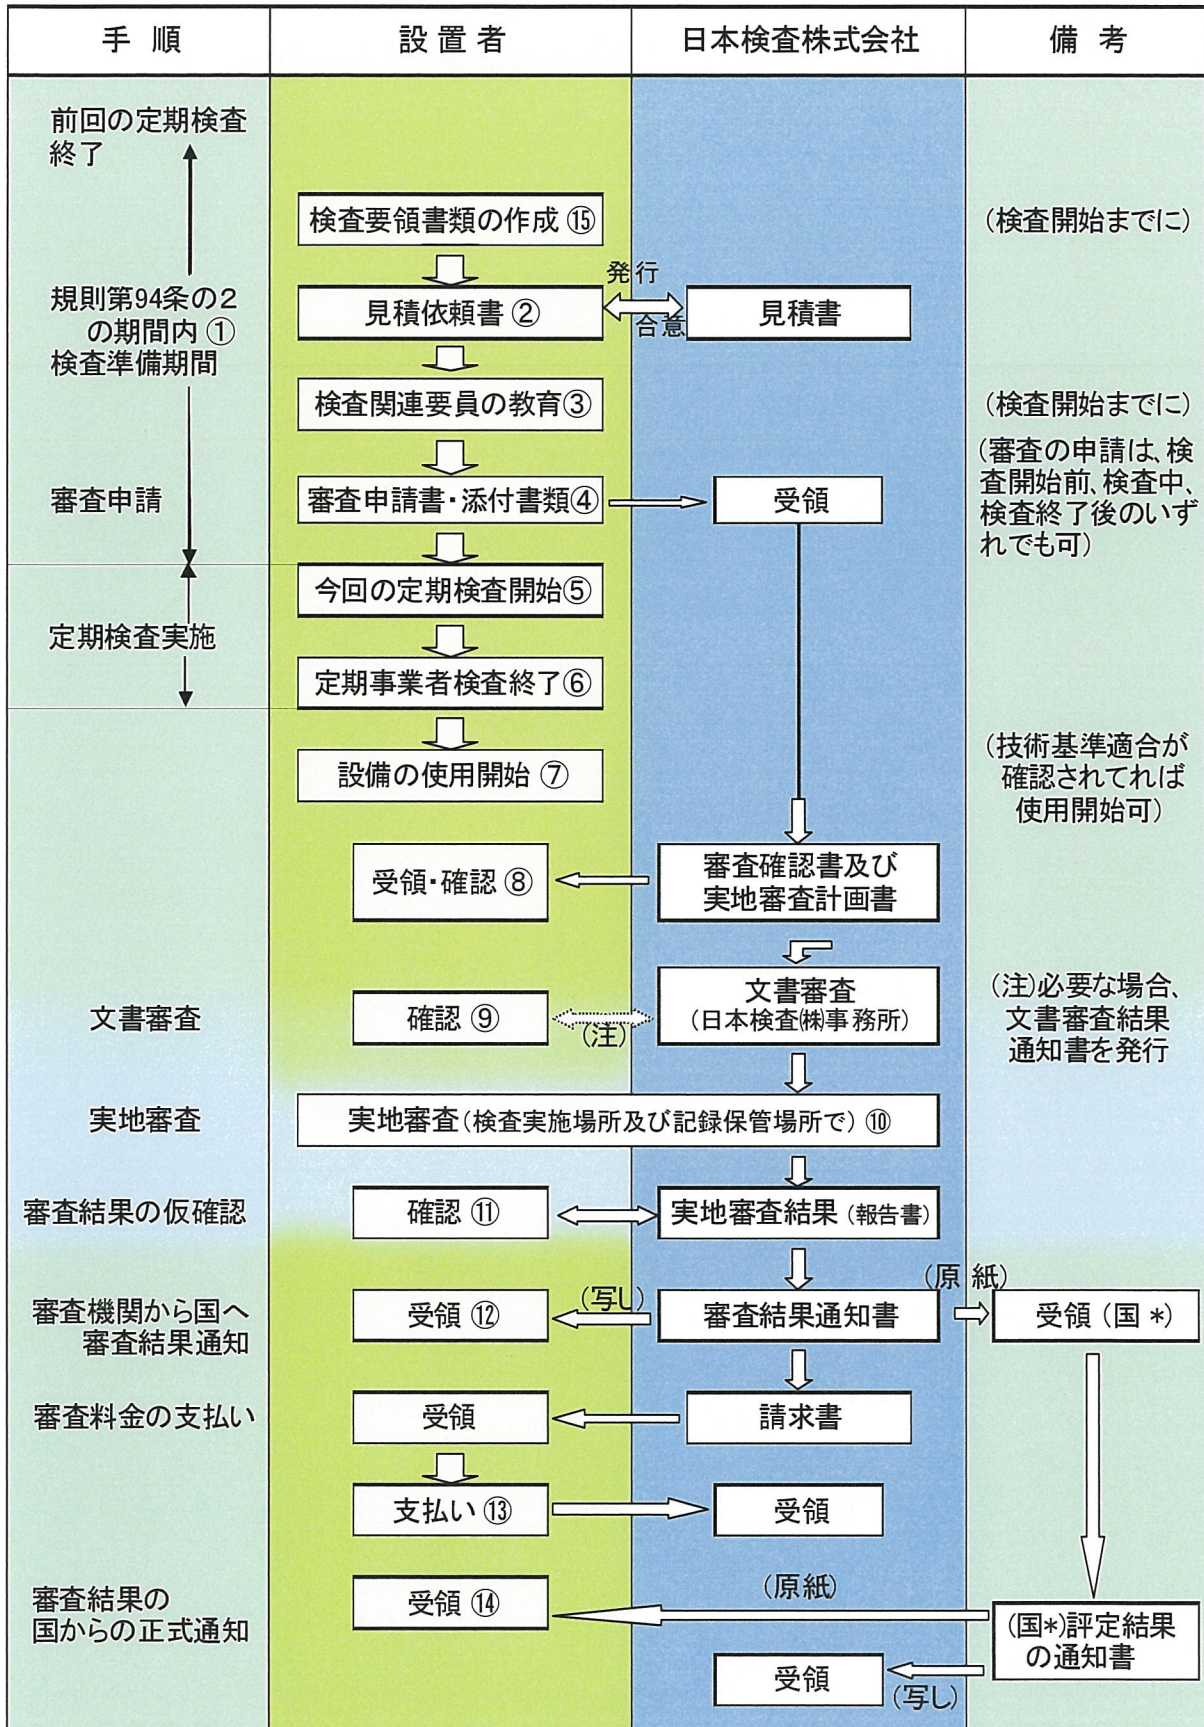 手 順
設 置 者
日本検査株式会社
備 考
前回の定期検査
終了
検査要領書類の作成 ⑮
(検査開始までに)
発行
規則第94条の2
の期間内 ①
検査準備期間
見積依頼書 ②
合意
見積書
検査関連要員の教育 ③
(検査開始までに)
審査申請
審査申請書・添付書類④
受領
(審査の申請は、検
査開始前、検査中、
検査終了後のいず
れでも可)
今回の定期検査開始⑤
定期検査実施
定期事業者検査終了⑥
設備の使用開始 ⑦
(技術基準適合が
確認されてれば
使用開始可)
受領・確認 ⑧
審査確認書及び
実地審査計画書
文書審査
確認 ⑨
(注)
文書審査
(日本検査㈱事務所)
(注)必要な場合、
文書審査結果
通知書を発行
実地審査
実地審査(検査実施場所及び記録保管場所で) ⑩
審査結果の仮確認
確認 ⑪
実地審査結果 (報告書)
(原 紙)
審査機関から国へ
審査結果通知
受領 ⑫
(写し)
審査結果通知書
受領 (国 *)
審査料金の支払い
受領
請求書
支払い ⑬
受領
審査結果の
国からの正式通知
受領 ⑭
(原紙)
(国*)評定結果
の通知書
受領
(写し)